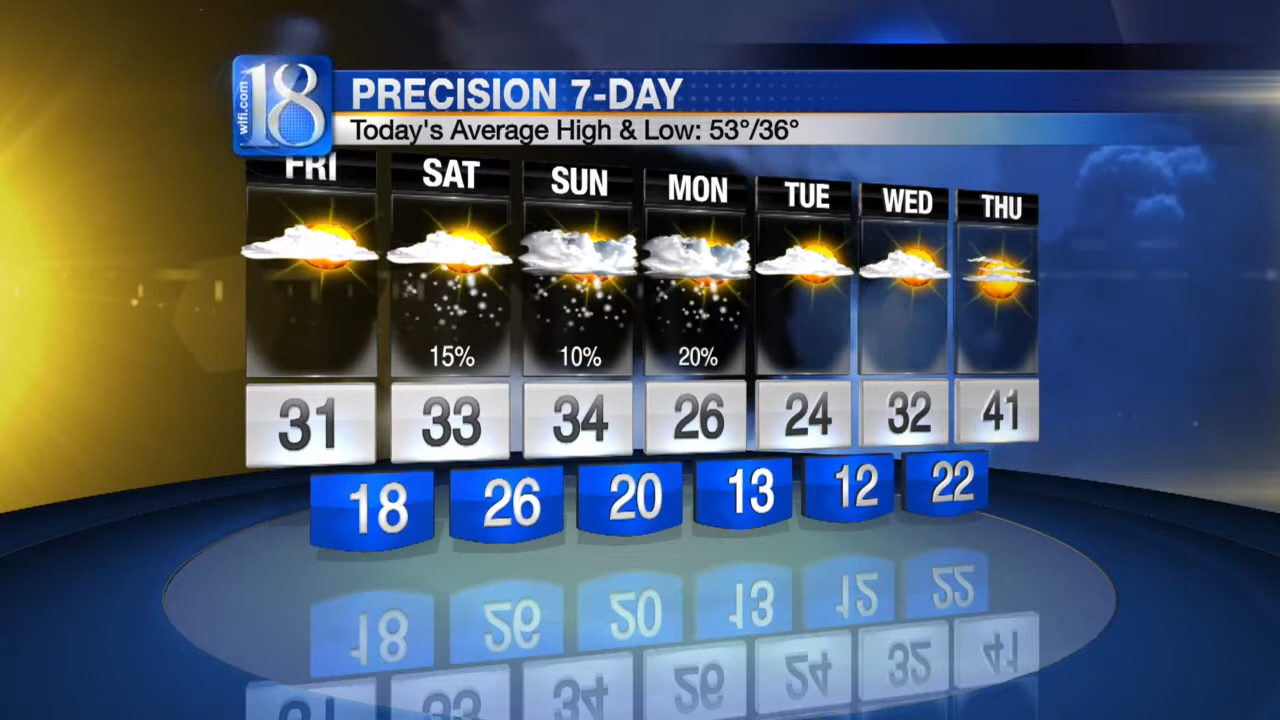 wlfi.com
18
PRECISION 7-DAY
Today's Average High & Low: 53°/36°
FRI SAT SUN MON TUE WED THU
15% 10% 20%
31 33 34 26 24 32 41
18 26 20 13 12 22